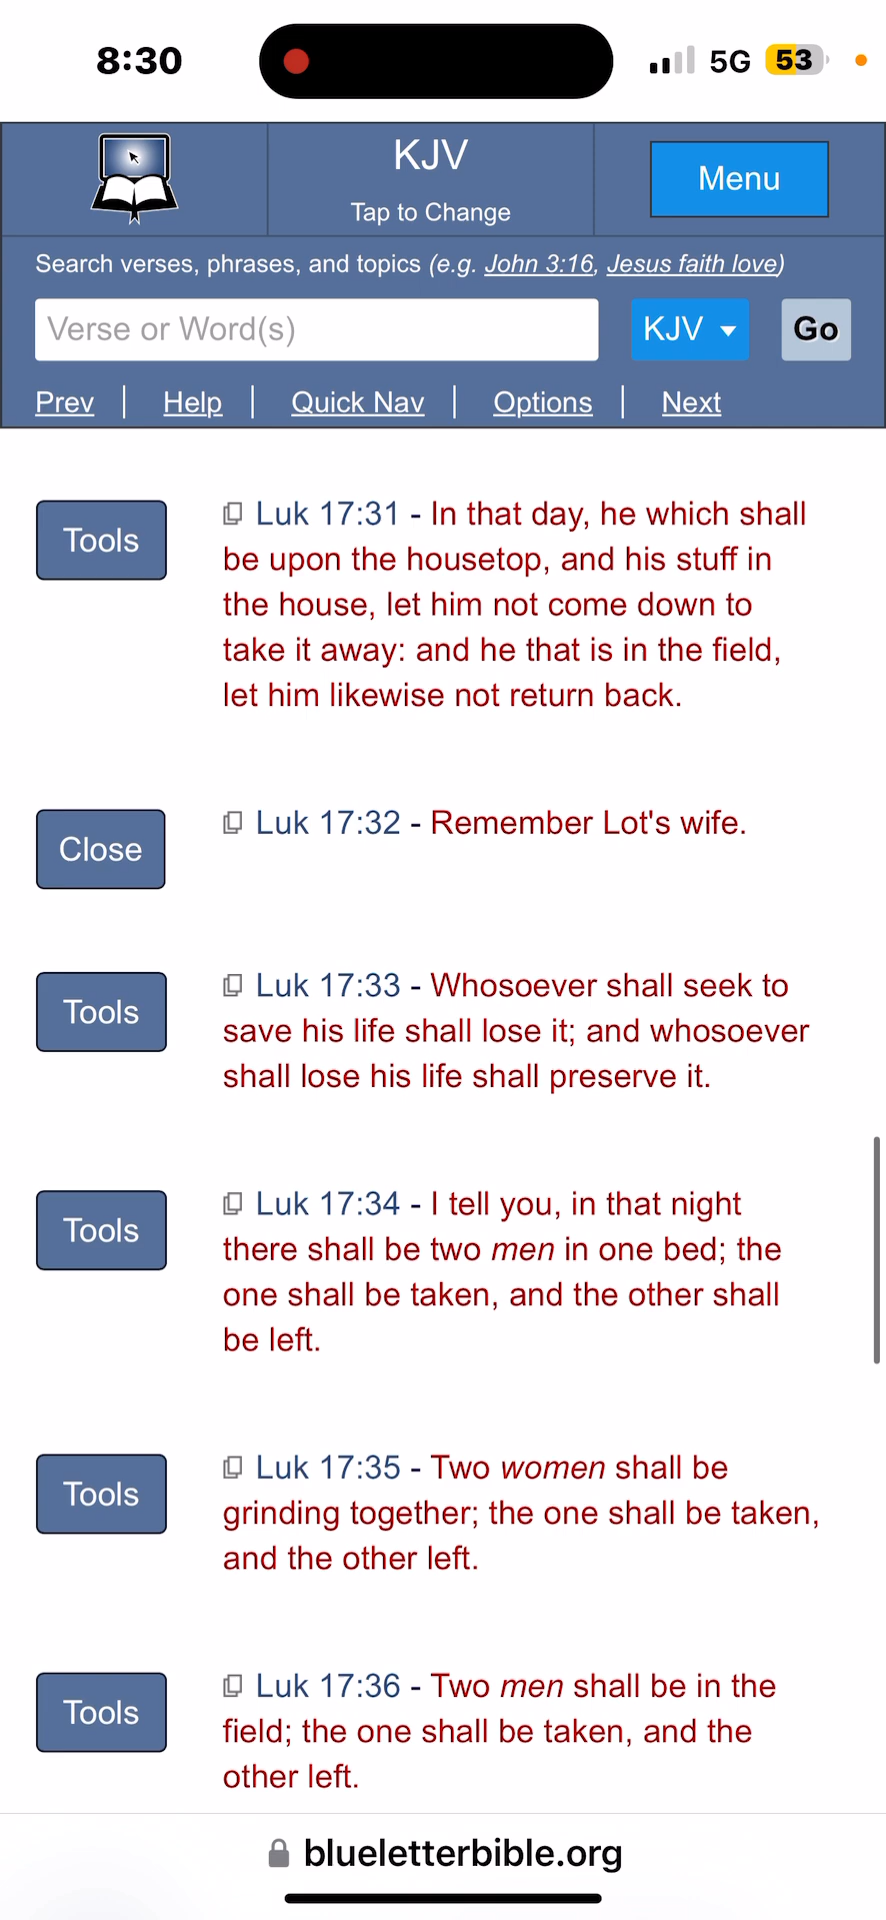 8:30
5G 53
KJV
Tap to Change
Menu
Search verses, phrases, and topics (e.g. John 3:16, Jesus faith love)
Verse or Word(s)
KJV
Go
Prev | Help | Quick Nav | Options | Next
Tools
Luk 17:31 - In that day, he which shall
be upon the housetop, and his stuff in
the house, let him not come down to
take it away: and he that is in the field,
let him likewise not return back.
Close
Luk 17:32 - Remember Lot's wife.
Tools
Luk 17:33 - Whosoever shall seek to
save his life shall lose it; and whosoever
shall lose his life shall preserve it.
Tools
Luk 17:34 - I tell you, in that night
there shall be two men in one bed; the
one shall be taken, and the other shall
be left.
Tools
Luk 17:35 - Two women shall be
grinding together; the one shall be taken,
and the other left.
Tools
Luk 17:36 - Two men shall be in the
field; the one shall be taken, and the
other left.
blueletterbible.org